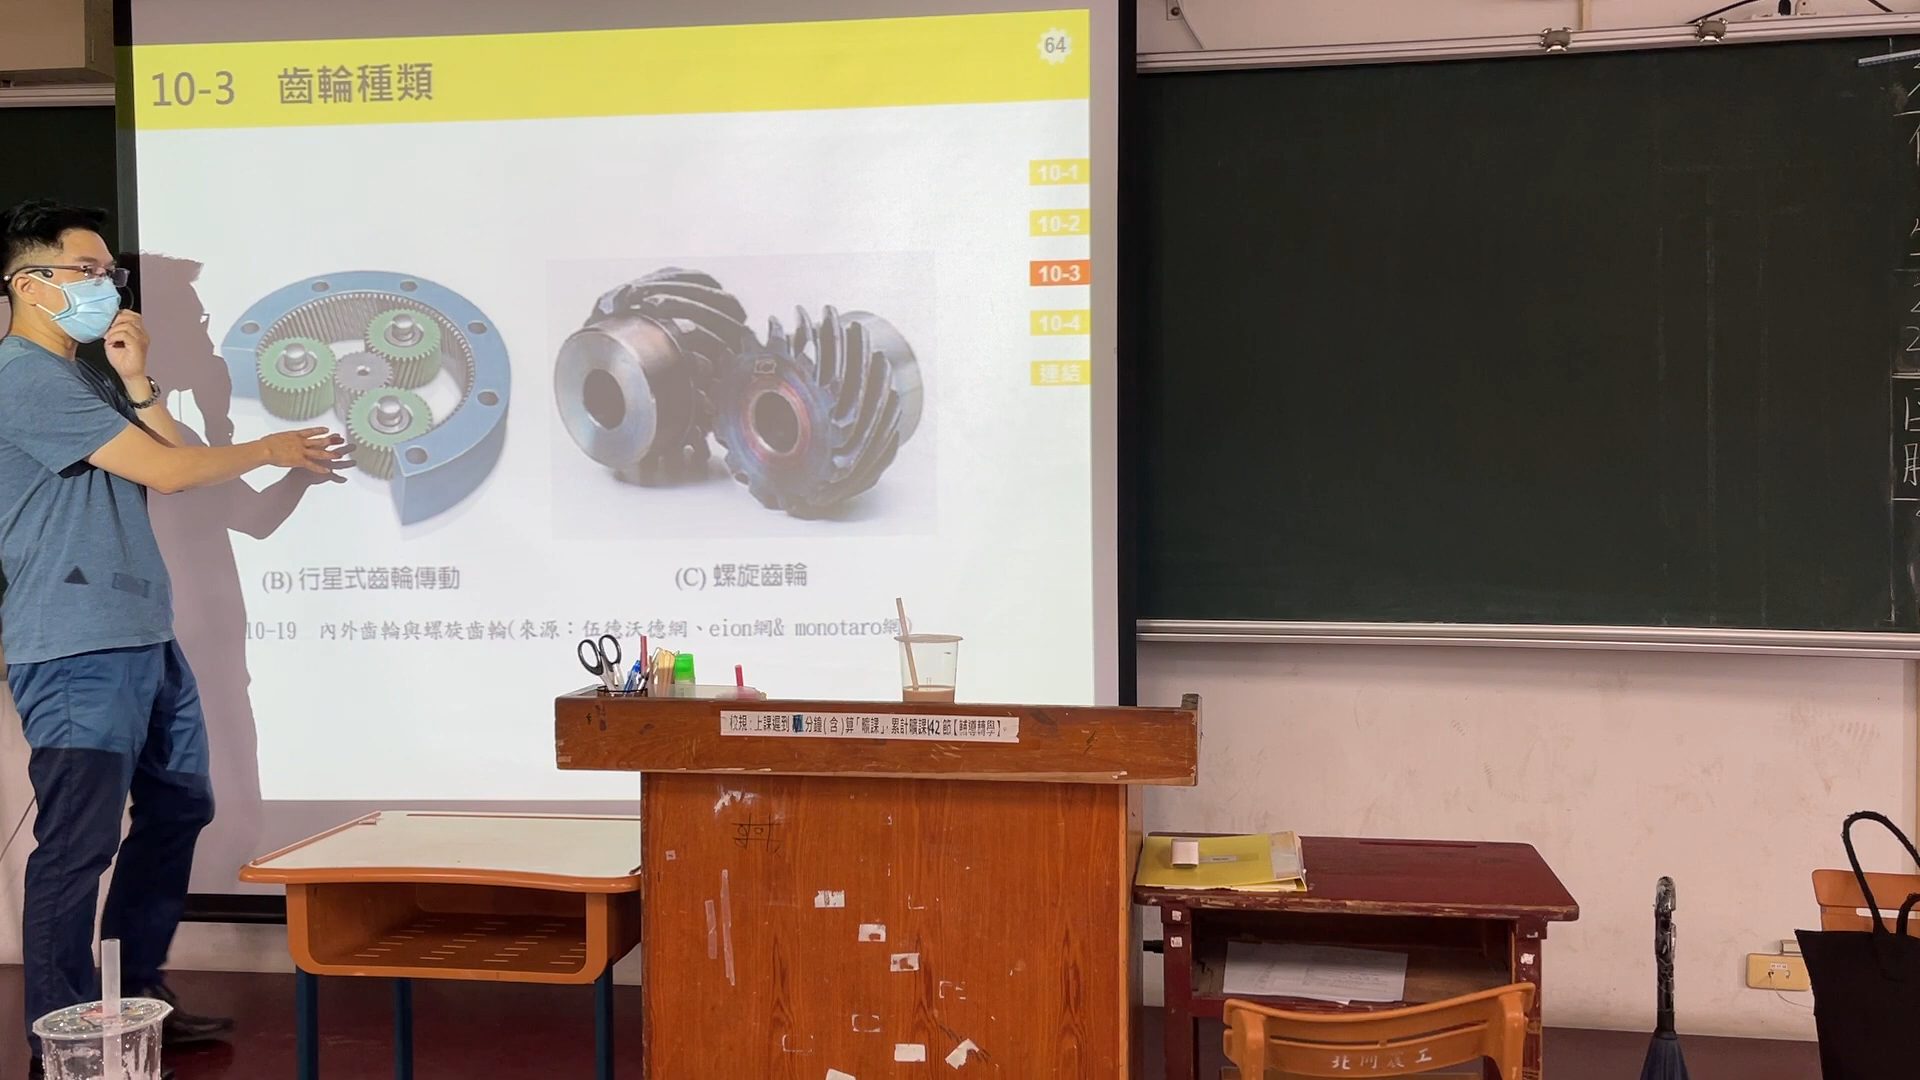 64
10-3 齒輪種類
10-1
10-2
10-3
10-4
連結
(B) 行星式齒輪傳動
(C) 螺旋齒輪
10-19 內外齒輪與螺旋齒輪(來源：伍德沃德網、eion網& monotaro網)
校規：上課遲到 分鐘(含)算「曠課」，累計曠課42節【輔導轉學】。
北門農工